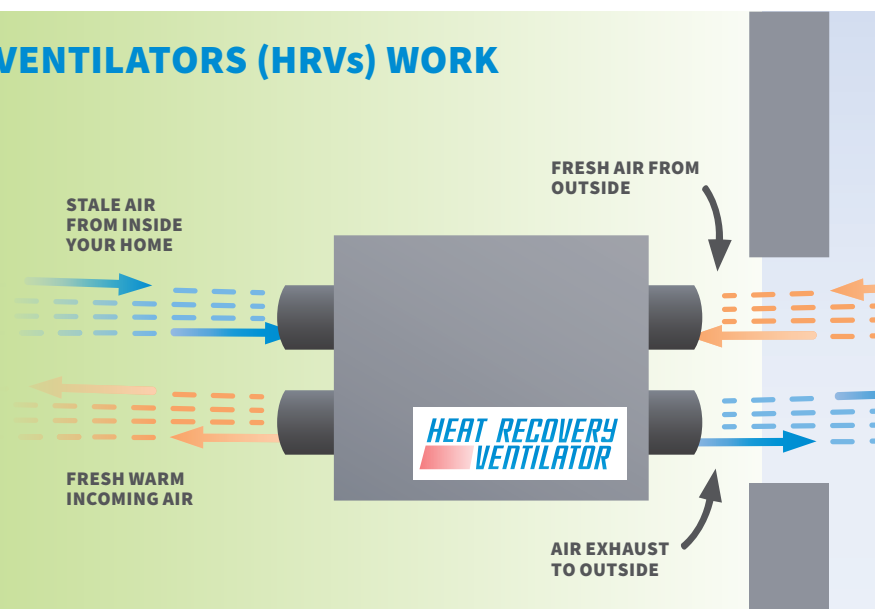 VENTILATORS (HRVs) WORK
FRESH AIR FROM
OUTSIDE
STALE AIR
FROM INSIDE
YOUR HOME
HEAT RECOVERY
VENTILATOR
FRESH WARM
INCOMING AIR
AIR EXHAUST
TO OUTSIDE